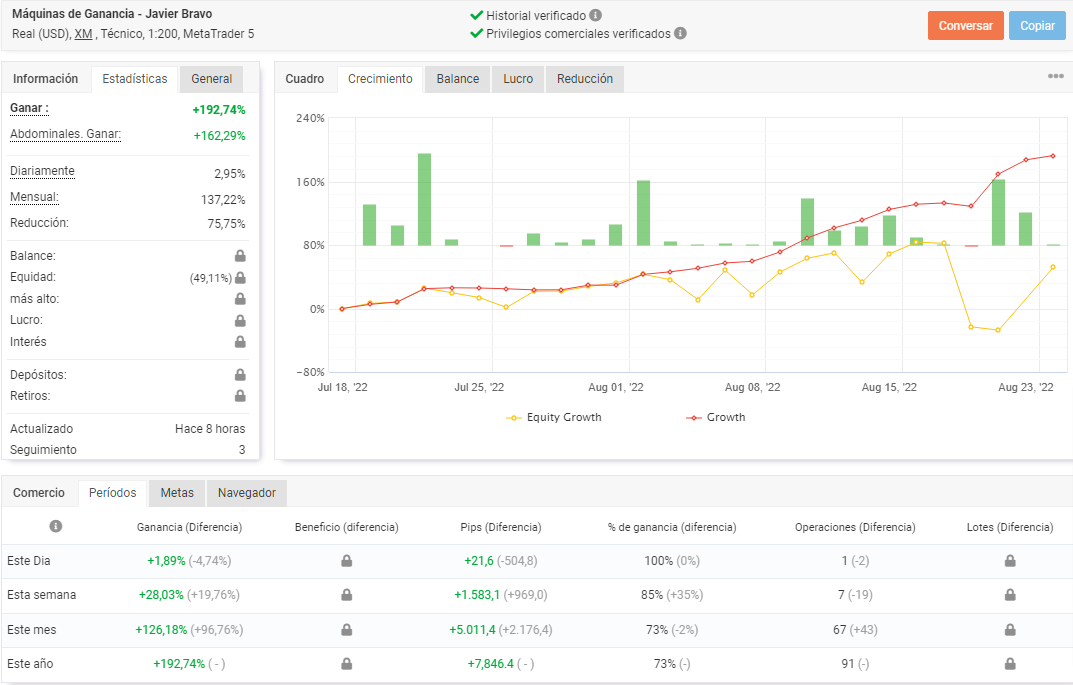 Máquinas de Ganancia - Javier Bravo
Real (USD), XM , Técnico, 1:200, MetaTrader 5
Historial verificado
Privilegios comerciales verificados
Conversar
Copiar
Información Estadísticas General
Ganar : +192,74%
Abdominales. Ganar: +162,29%
Diariamente 2,95%
Mensual: 137,22%
Reducción: 75,75%
Balance:
Equidad: (49,11%)
más alto:
Lucro:
Interés
Depósitos:
Retiros:
Actualizado Hace 8 horas
Seguimiento 3
Cuadro Crecimiento Balance Lucro Reducción
240%
160%
80%
0%
-80%
Jul 18, '22 Jul 25, '22 Aug 01, '22 Aug 08, '22 Aug 15, '22 Aug 23, '22
Equity Growth Growth
Comercio Períodos Metas Navegador
Ganancia (Diferencia) Beneficio (diferencia) Pips (Diferencia) % de ganancia (diferencia) Operaciones (Diferencia) Lotes (Diferencia)
Este Dia +1,89% (-4,74%) +21,6 (-504,8) 100% (0%) 1 (-2)
Esta semana +28,03% (+19,76%) +1.583,1 (+969,0) 85% (+35%) 7 (-19)
Este mes +126,18% (+96,76%) +5.011,4 (+2.176,4) 73% (-2%) 67 (+43)
Este año +192,74% ( - ) +7,846.4 ( - ) 73% (-) 91 (-)